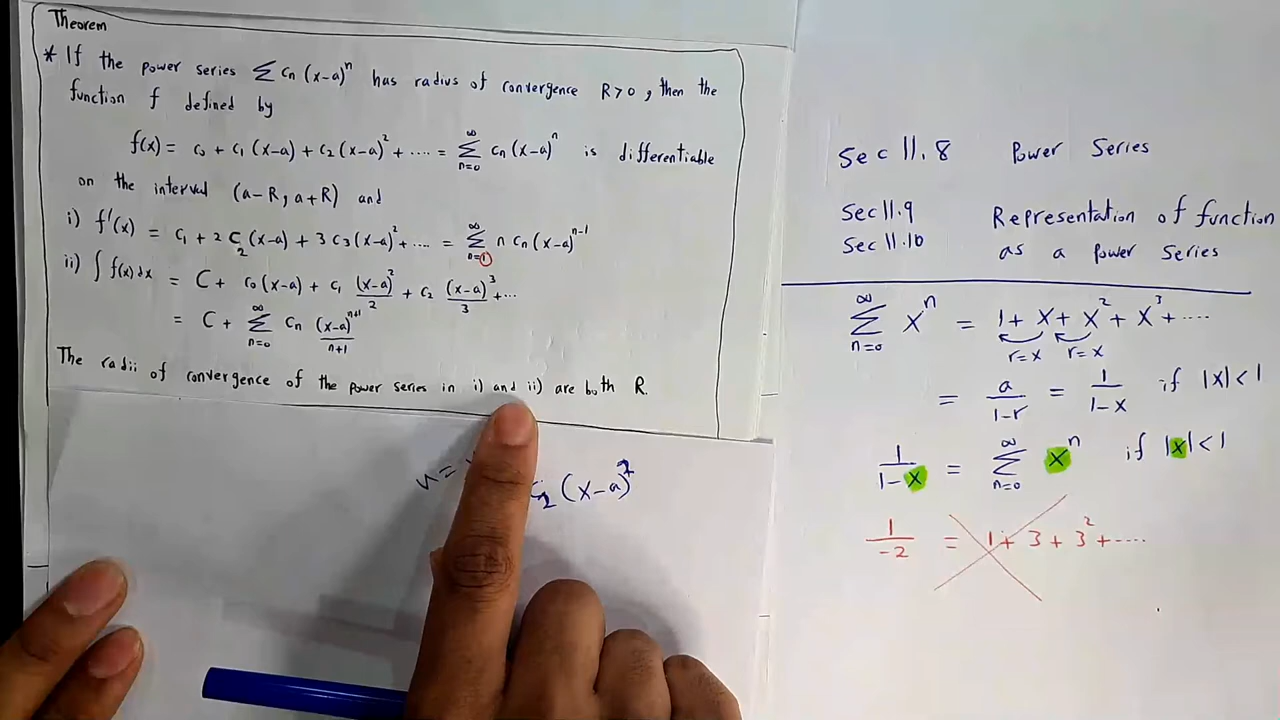 Theorem
* If the power series ∑ cn (x-a)^n has radius of convergence R>0, then the
function f defined by
f(x) = c0 + c1 (x-a) + c2 (x-a)^2 + .... = ∑_{n=0}^{∞} cn (x-a)^n is differentiable
on the interval (a-R, a+R) and
i) f'(x) = c1 + 2 c2 (x-a) + 3 c3 (x-a)^2 + .... = ∑_{n=1}^{∞} n cn (x-a)^{n-1}
ii) ∫ f(x) dx = C + c0 (x-a) + c1 (x-a)^2/2 + c2 (x-a)^3/3 + ...
= C + ∑_{n=0}^{∞} cn (x-a)^{n+1}/n+1
The radii of convergence of the power series in i) and ii) are both R.
n=
c2 (x-a)^2
Sec 11.8 Power Series
Sec 11.9 Representation of function
Sec 11.10 as a power series
∑_{n=0}^{∞} x^n = 1 + x + x^2 + x^3 + ....
r=x r=x
= a/1-r = 1/1-x if |x|<1
1/1-x = ∑_{n=0}^{∞} x^n if |x|<1
1/-2 = 1 + 3 + 3^2 + ....